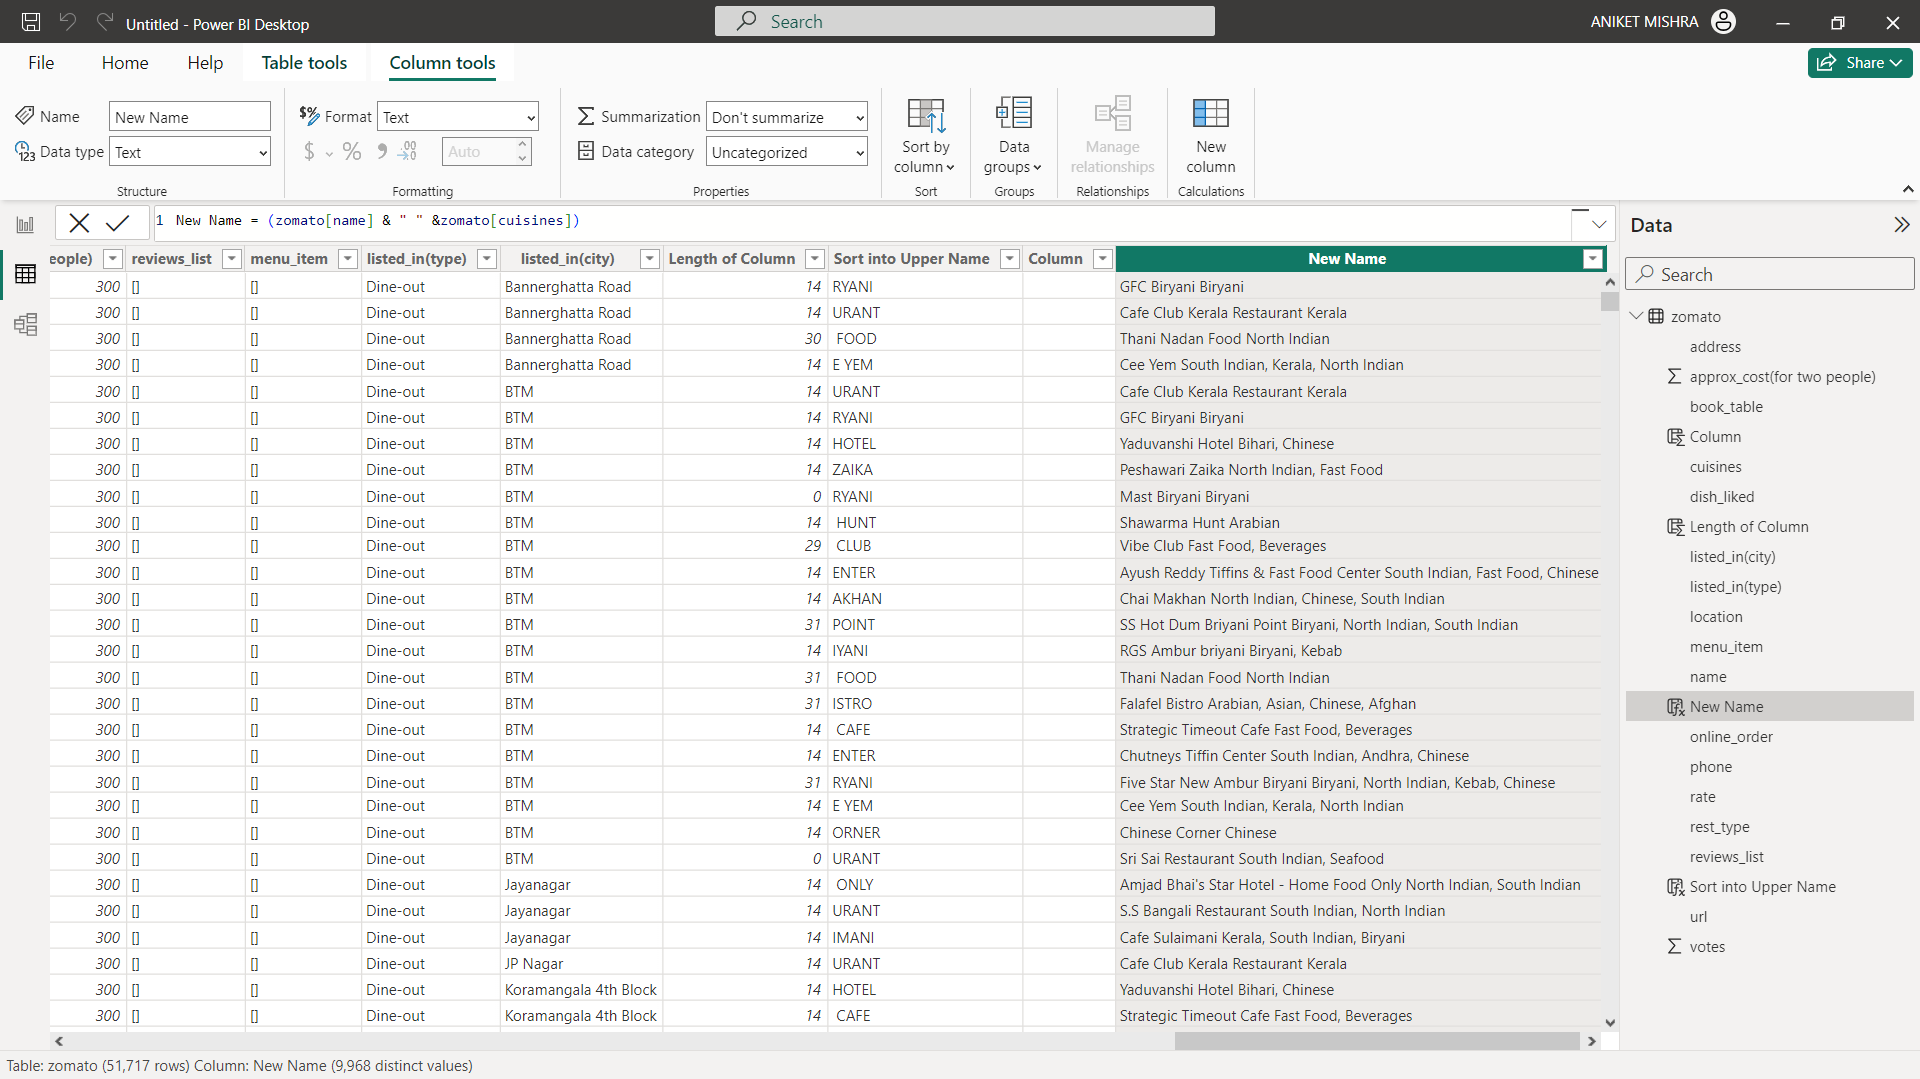 Untitled - Power BI Desktop
Search
ANIKET MISHRA
File Home Help Table tools Column tools
Share
Name New Name
Data type Text
Structure
Format Text
$ % Auto
Formatting
Summarization Don't summarize
Data category Uncategorized
Properties
Sort by column
Sort
Data groups
Groups
Manage relationships
Relationships
New column
Calculations
1 New Name = (zomato[name] & " " &zomato[cuisines])
eople) reviews_list menu_item listed_in(type) listed_in(city) Length of Column Sort into Upper Name Column New Name
300 [] [] Dine-out Bannerghatta Road 14 RYANI GFC Biryani Biryani
300 [] [] Dine-out Bannerghatta Road 14 URANT Cafe Club Kerala Restaurant Kerala
300 [] [] Dine-out Bannerghatta Road 30 FOOD Thani Nadan Food North Indian
300 [] [] Dine-out Bannerghatta Road 14 E YEM Cee Yem South Indian, Kerala, North Indian
300 [] [] Dine-out BTM 14 URANT Cafe Club Kerala Restaurant Kerala
300 [] [] Dine-out BTM 14 RYANI GFC Biryani Biryani
300 [] [] Dine-out BTM 14 HOTEL Yaduvanshi Hotel Bihari, Chinese
300 [] [] Dine-out BTM 14 ZAIKA Peshawari Zaika North Indian, Fast Food
300 [] [] Dine-out BTM 0 RYANI Mast Biryani Biryani
300 [] [] Dine-out BTM 14 HUNT Shawarma Hunt Arabian
300 [] [] Dine-out BTM 29 CLUB Vibe Club Fast Food, Beverages
300 [] [] Dine-out BTM 14 ENTER Ayush Reddy Tiffins & Fast Food Center South Indian, Fast Food, Chinese
300 [] [] Dine-out BTM 14 AKHAN Chai Makhan North Indian, Chinese, South Indian
300 [] [] Dine-out BTM 31 POINT SS Hot Dum Briyani Point Biryani, North Indian, South Indian
300 [] [] Dine-out BTM 14 IYANI RGS Ambur briyani Biryani, Kebab
300 [] [] Dine-out BTM 31 FOOD Thani Nadan Food North Indian
300 [] [] Dine-out BTM 31 ISTRO Falafel Bistro Arabian, Asian, Chinese, Afghan
300 [] [] Dine-out BTM 14 CAFE Strategic Timeout Cafe Fast Food, Beverages
300 [] [] Dine-out BTM 14 ENTER Chutneys Tiffin Center South Indian, Andhra, Chinese
300 [] [] Dine-out BTM 31 RYANI Five Star New Ambur Biryani Biryani, North Indian, Kebab, Chinese
300 [] [] Dine-out BTM 14 E YEM Cee Yem South Indian, Kerala, North Indian
300 [] [] Dine-out BTM 14 ORNER Chinese Corner Chinese
300 [] [] Dine-out BTM 0 URANT Sri Sai Restaurant South Indian, Seafood
300 [] [] Dine-out Jayanagar 14 ONLY Amjad Bhai's Star Hotel - Home Food Only North Indian, South Indian
300 [] [] Dine-out Jayanagar 14 URANT S.S Bangali Restaurant South Indian, North Indian
300 [] [] Dine-out Jayanagar 14 IMANI Cafe Sulaimani Kerala, South Indian, Biryani
300 [] [] Dine-out JP Nagar 14 URANT Cafe Club Kerala Restaurant Kerala
300 [] [] Dine-out Koramangala 4th Block 14 HOTEL Yaduvanshi Hotel Bihari, Chinese
300 [] [] Dine-out Koramangala 4th Block 14 CAFE Strategic Timeout Cafe Fast Food, Beverages
Data
Search
zomato
address
approx_cost(for two people)
book_table
Column
cuisines
dish_liked
Length of Column
listed_in(city)
listed_in(type)
location
menu_item
name
New Name
online_order
phone
rate
rest_type
reviews_list
Sort into Upper Name
url
votes
Table: zomato (51,717 rows) Column: New Name (9,968 distinct values)